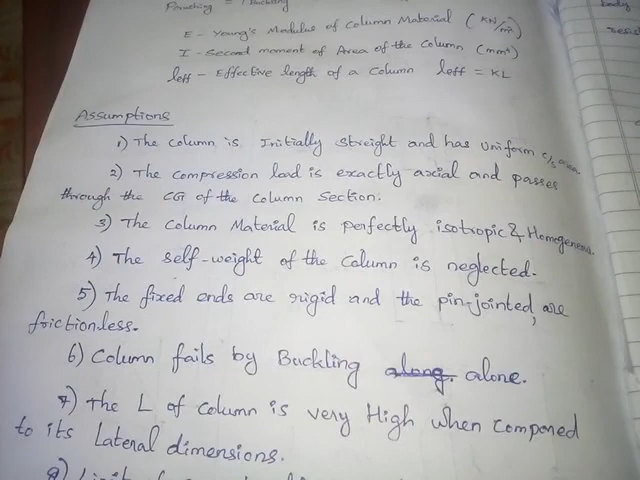 E - Young's Modulus of Column Material (KN/m²)
I - Second moment of Area of the Column (mm⁴)
leff - Effective length of a column leff = KL
Assumptions
1) The Column is Initially streight and has uniform c/s area
2) The compression load is exactly axial and passes
through the CG of the column section.
3) The Column Material is perfectly isotropic & Homogeneous.
4) The self-weight of the Column is neglected.
5) The fixed ends are rigid and the pin-jointed, are
frictionless.
6) Column fails by Buckling along. alone.
7) The L of column is very High when compared
to its Lateral dimensions.
8)